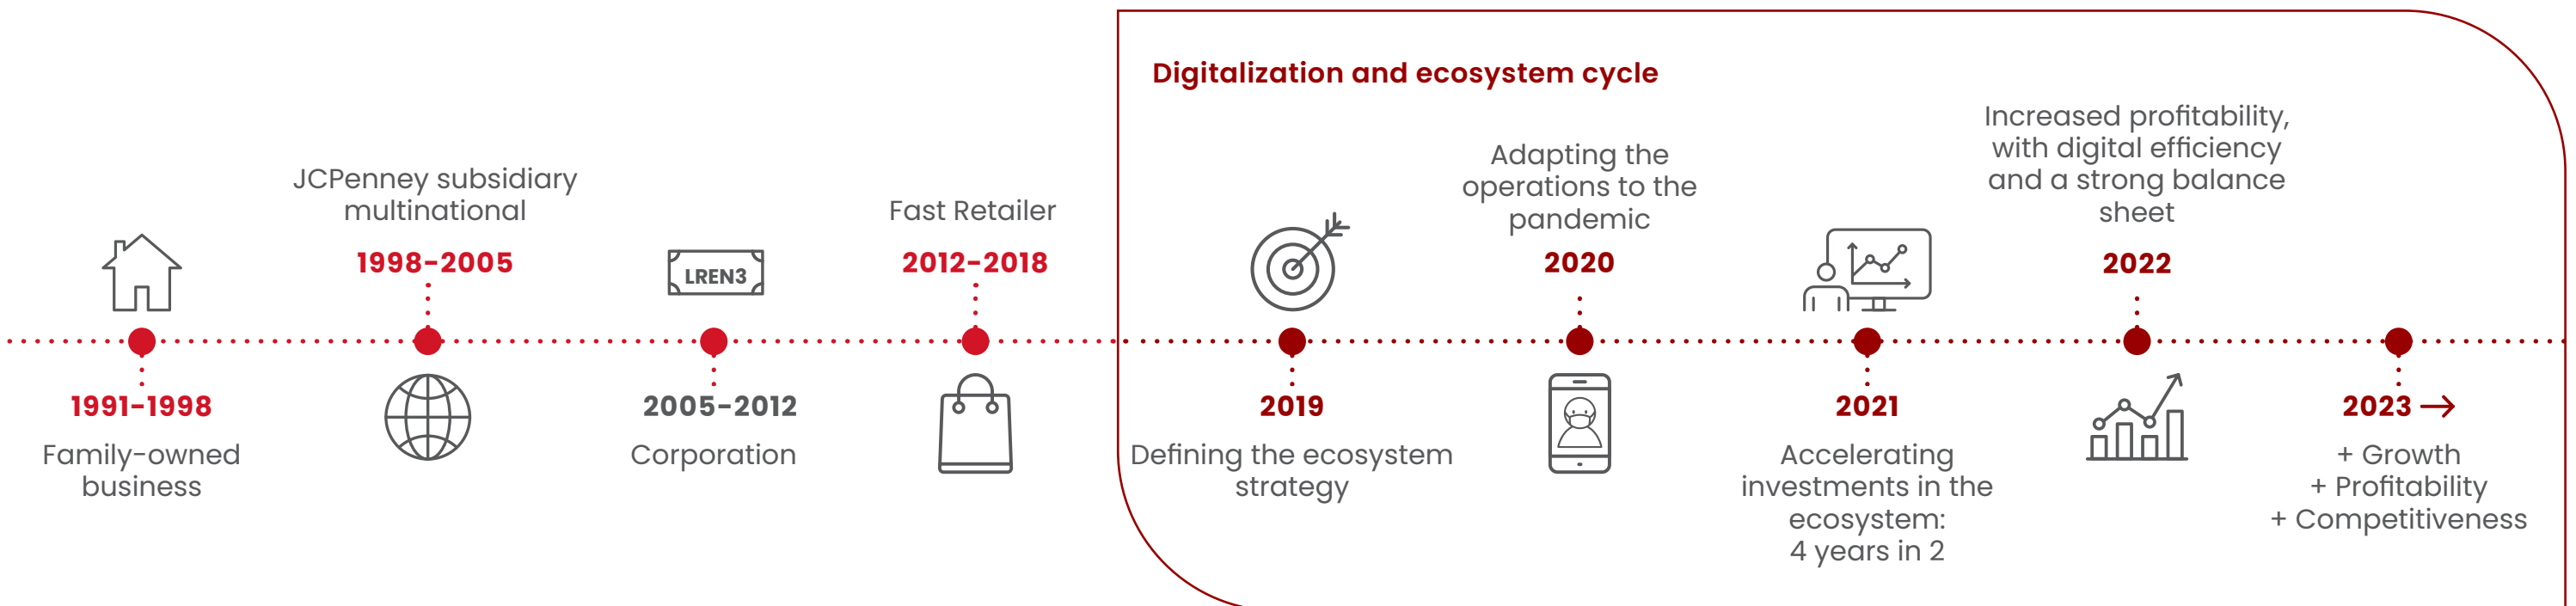 Digitalization and ecosystem cycle
1991-1998
Family-owned
business
JCPenney subsidiary
multinational
1998-2005
LREN3
2005-2012
Corporation
Fast Retailer
2012-2018
2019
Defining the ecosystem
strategy
Adapting the
operations to the
pandemic
2020
2021
Accelerating
investments in the
ecosystem:
4 years in 2
Increased profitability,
with digital efficiency
and a strong balance
sheet
2022
2023 →
+ Growth
+ Profitability
+ Competitiveness